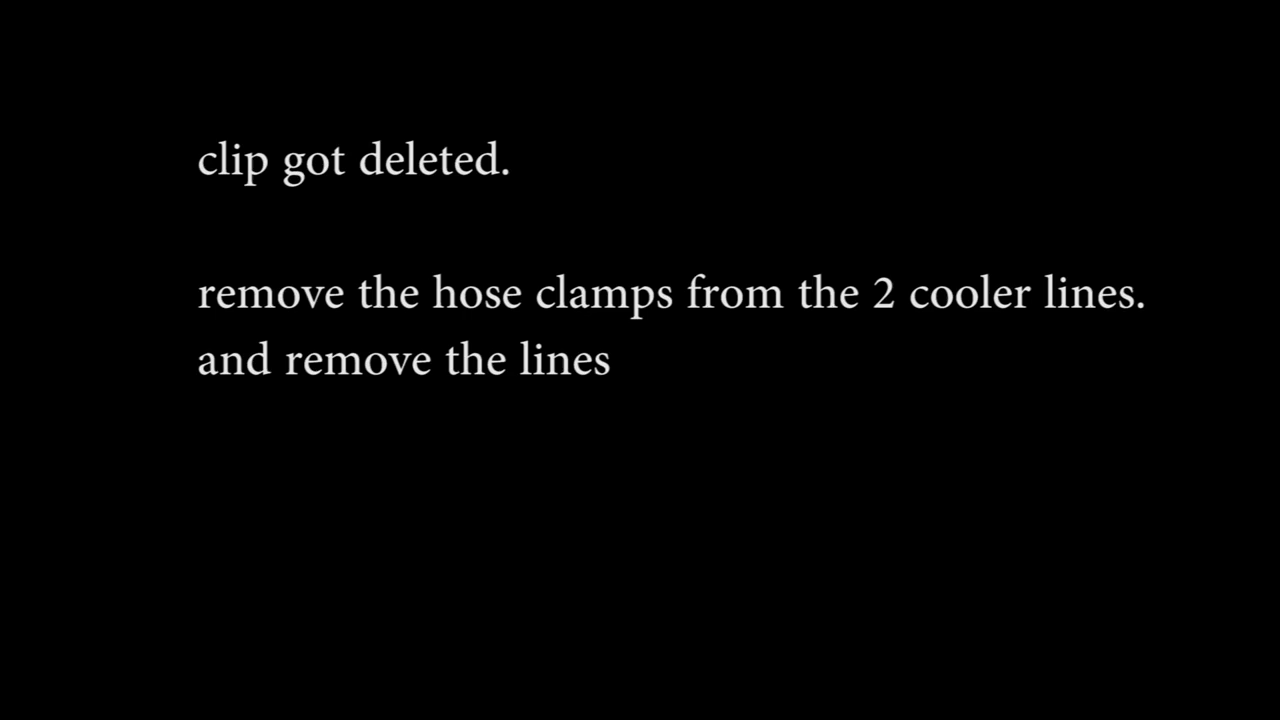 clip got deleted.
remove the hose clamps from the 2 cooler lines.
and remove the lines